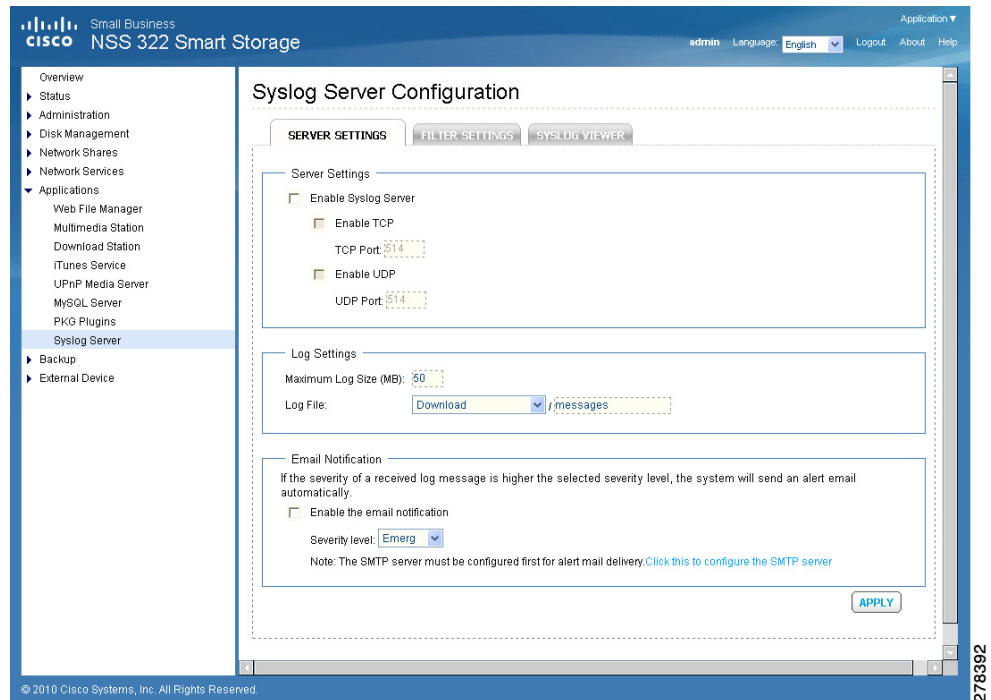 Small Business
CISCO NSS 322 Smart Storage
Application
admin Language: English Logout About Help
Overview
Status
Administration
Disk Management
Network Shares
Network Services
Applications
Web File Manager
Multimedia Station
Download Station
iTunes Service
UPnP Media Server
MySQL Server
PKG Plugins
Syslog Server
Backup
External Device
Syslog Server Configuration
SERVER SETTINGS FILTER SETTINGS SYSLOG VIEWER
Server Settings
Enable Syslog Server
Enable TCP
TCP Port: 514
Enable UDP
UDP Port: 514
Log Settings
Maximum Log Size (MB): 50
Log File: Download / messages
Email Notification
If the severity of a received log message is higher the selected severity level, the system will send an alert email
automatically.
Enable the email notification
Severity level: Emerg
Note: The SMTP server must be configured first for alert mail delivery.Click this to configure the SMTP server
APPLY
© 2010 Cisco Systems, Inc. All Rights Reserved.
278392